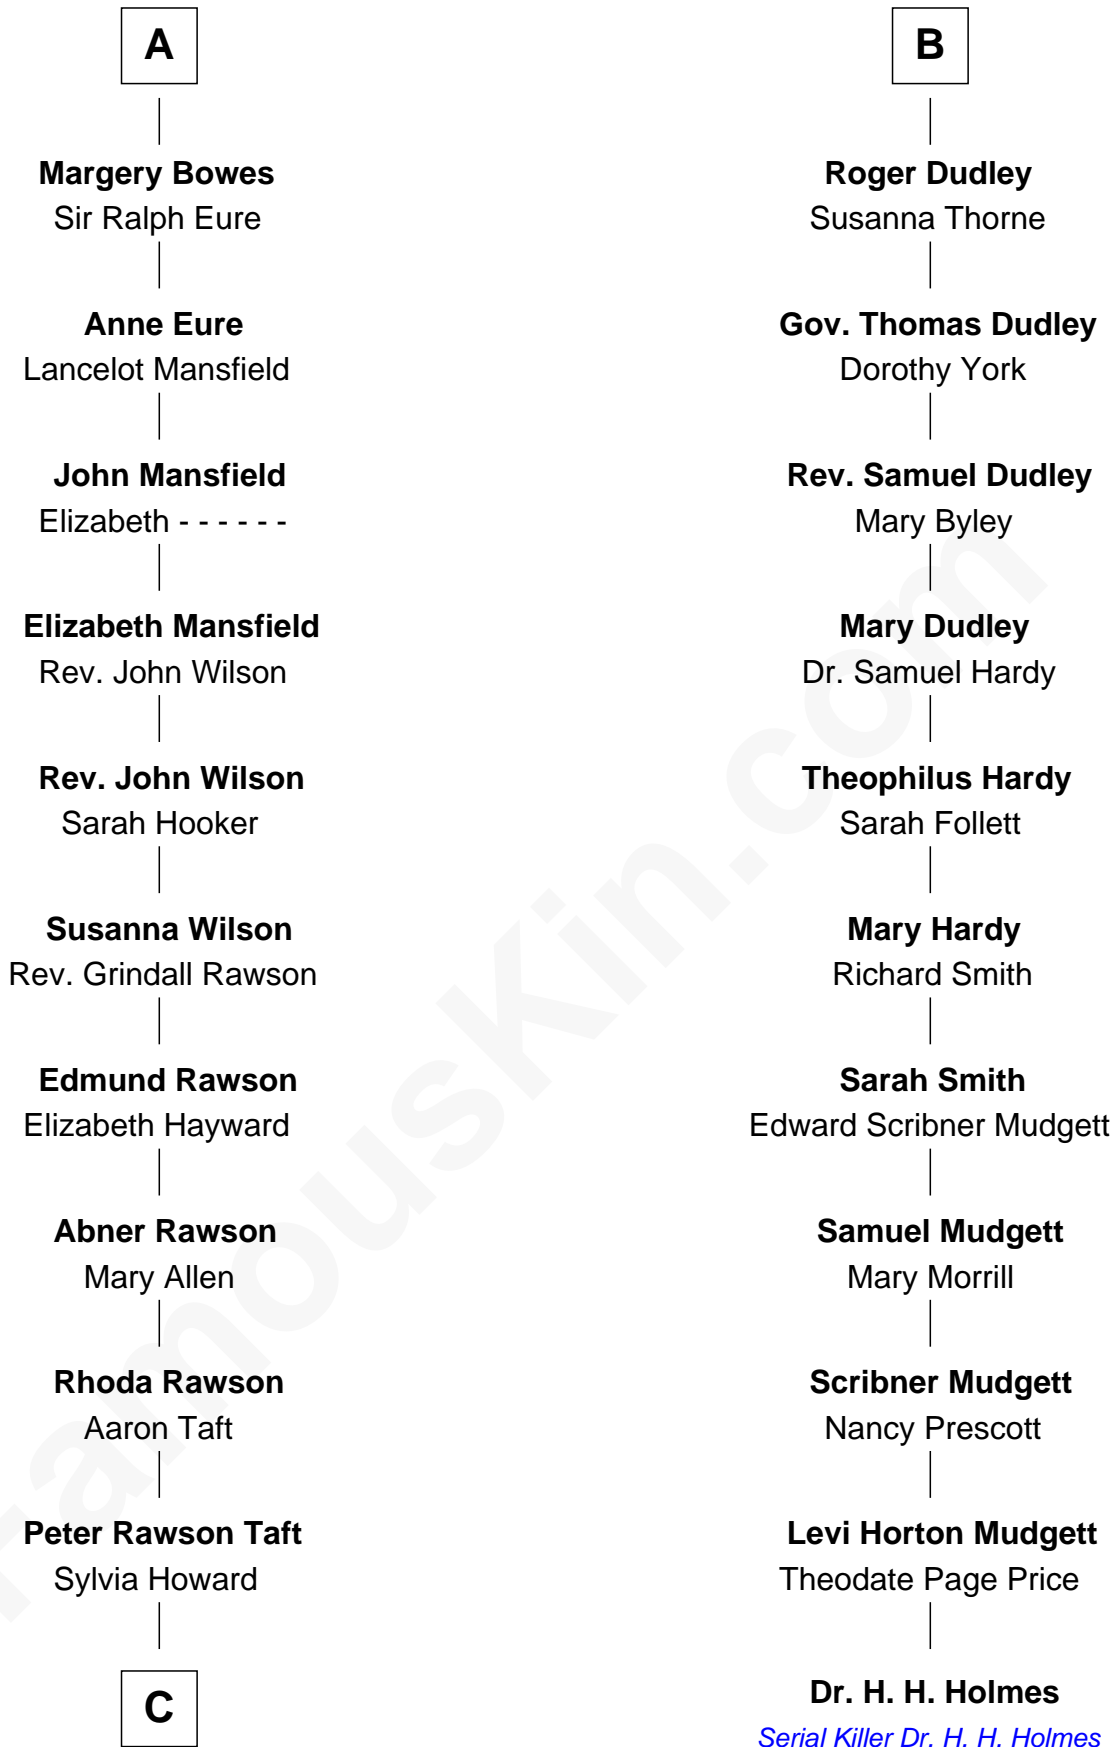 A
Margery Bowes
Sir Ralph Eure
Anne Eure
Lancelot Mansfield
John Mansfield
Elizabeth - - - - - -
Elizabeth Mansfield
Rev. John Wilson
Rev. John Wilson
Sarah Hooker
Susanna Wilson
Rev. Grindall Rawson
Edmund Rawson
Elizabeth Hayward
Abner Rawson
Mary Allen
Rhoda Rawson
Aaron Taft
Peter Rawson Taft
Sylvia Howard
C
B
Roger Dudley
Susanna Thorne
Gov. Thomas Dudley
Dorothy York
Rev. Samuel Dudley
Mary Byley
Mary Dudley
Dr. Samuel Hardy
Theophilus Hardy
Sarah Follett
Mary Hardy
Richard Smith
Sarah Smith
Edward Scribner Mudgett
Samuel Mudgett
Mary Morrill
Scribner Mudgett
Nancy Prescott
Levi Horton Mudgett
Theodate Page Price
Dr. H. H. Holmes
Serial Killer Dr. H. H. Holmes
FamousKin.com